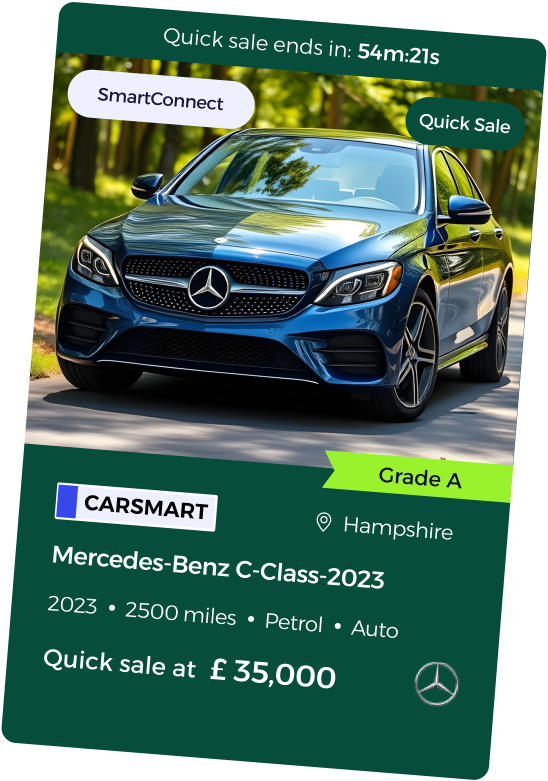 Quick sale ends in: 54m:21s
SmartConnect
Quick Sale
Grade A
CARSMART
Hampshire
Mercedes-Benz C-Class-2023
2023 • 2500 miles • Petrol • Auto
Quick sale at £ 35,000